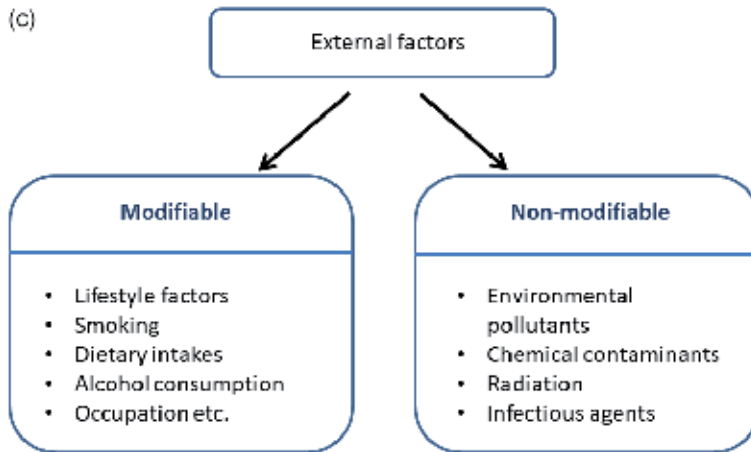 (c)
External factors
Modifiable
• Lifestyle factors
• Smoking
• Dietary intakes
• Alcohol consumption
• Occupation etc.
Non-modifiable
• Environmental
pollutants
• Chemical contaminants
• Radiation
• Infectious agents